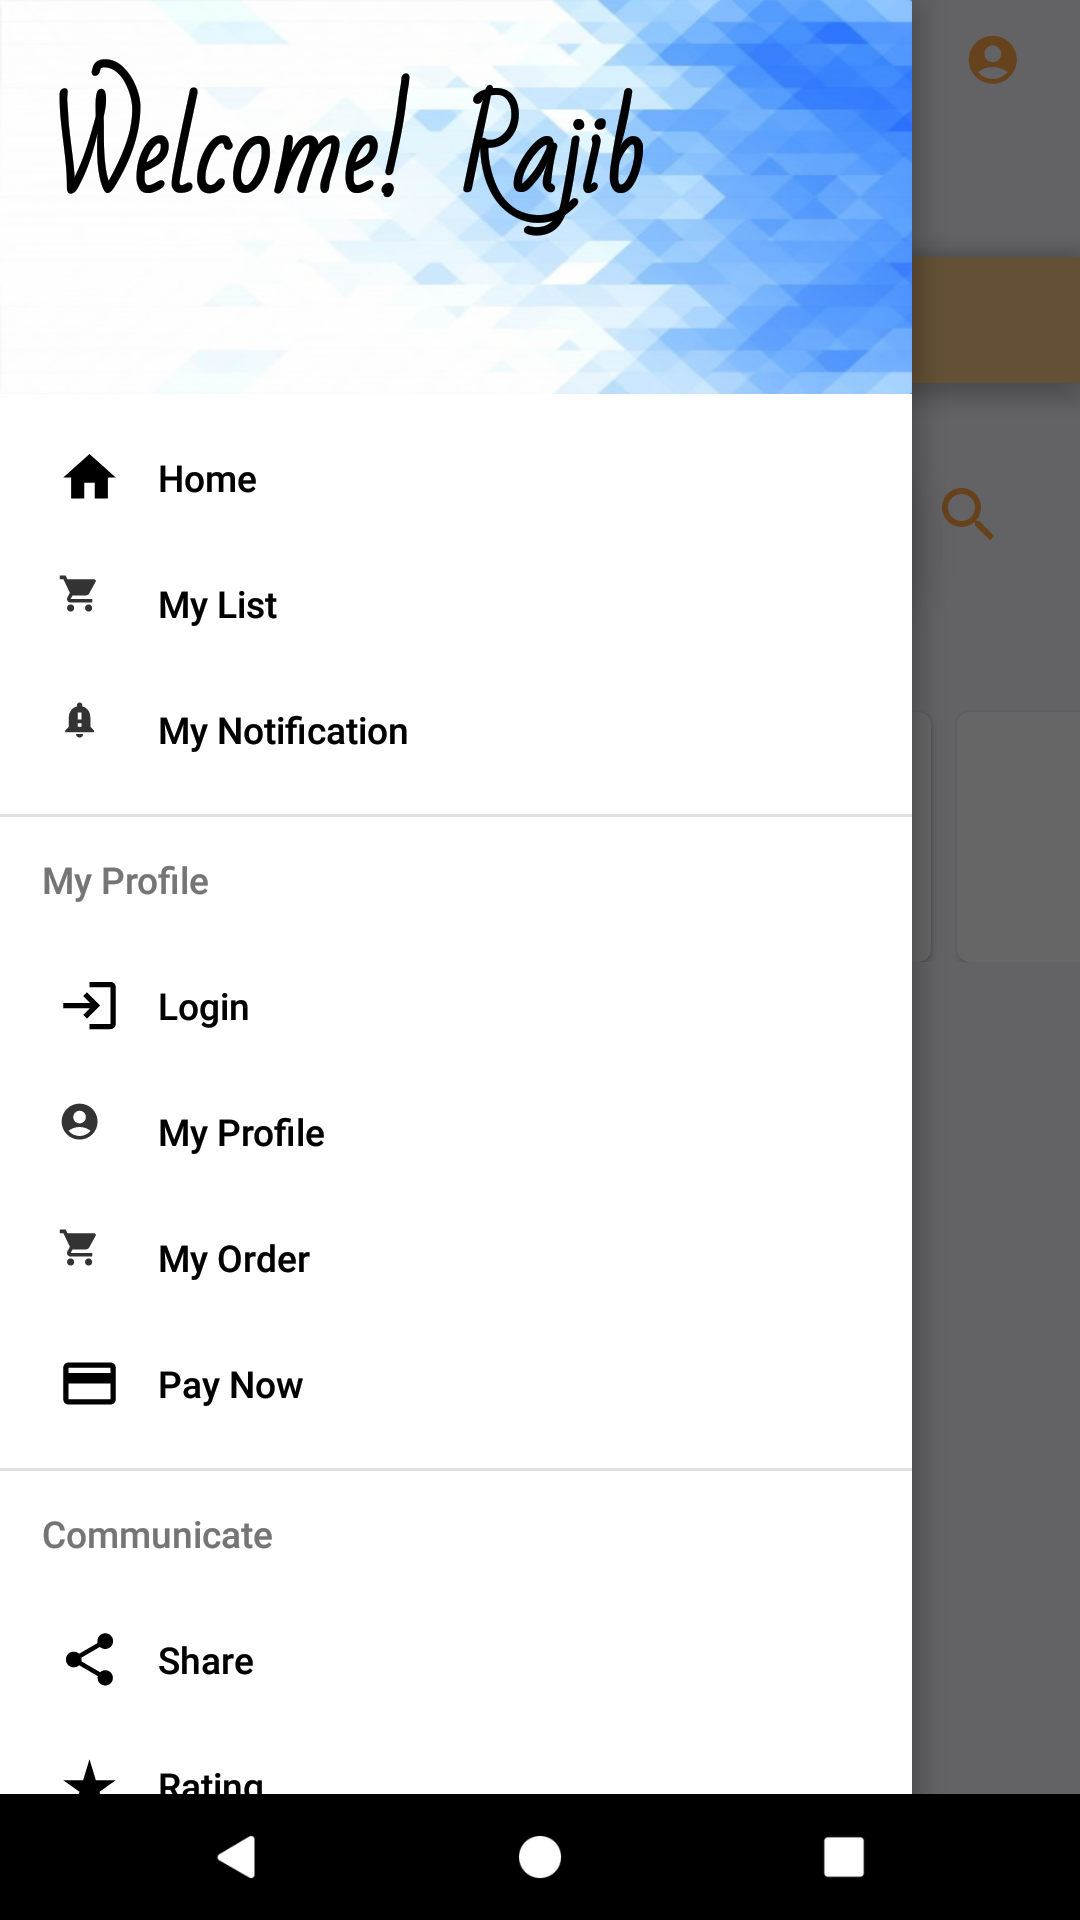 Welcome! Rajib
Home
My List
My Notification
My Profile
Login
My Profile
My Order
Pay Now
Communicate
Share
Rating